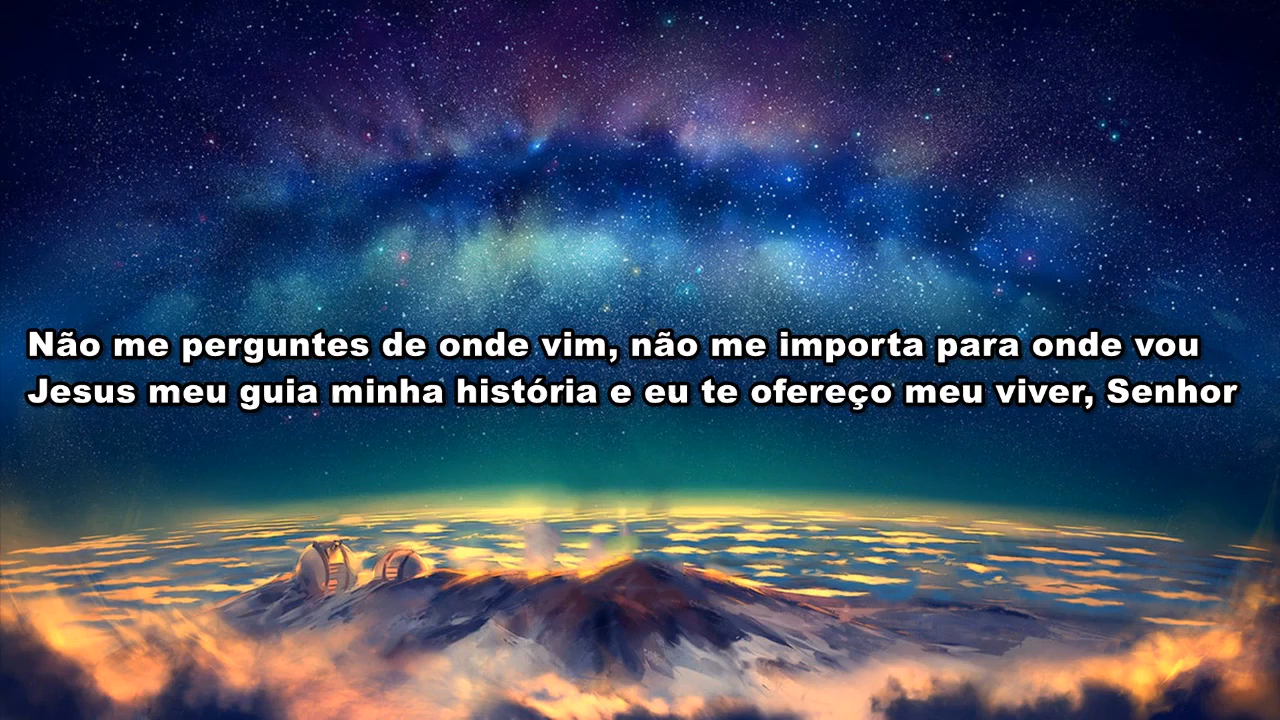 Não me perguntes de onde vim, não me importa para onde vou
Jesus meu guia minha história e eu te ofereço meu viver, Senhor